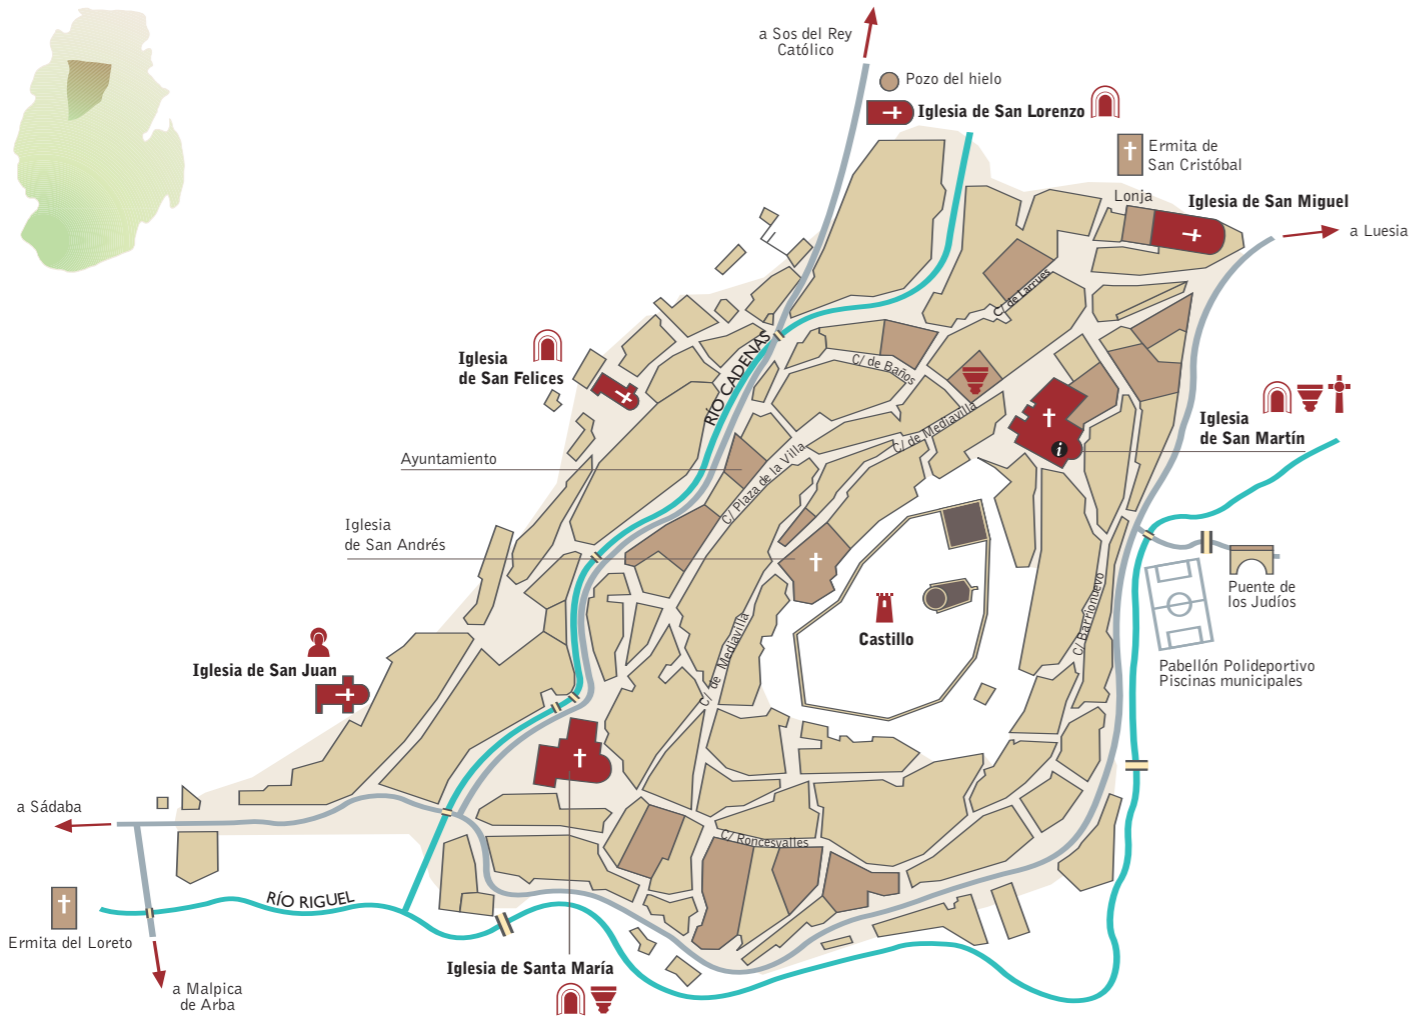 a Sos del Rey
Católico
Pozo del hielo
Iglesia de San Lorenzo
Ermita de
San Cristóbal
Lonja
Iglesia de San Miguel
a Luesia
C/ de Larrues
RÍO CADENAS
C/ de Baños
Iglesia
de San Felices
Iglesia
de San Martín
i
C/ de Mediavilla
Ayuntamiento
C/ Plaza de la Villa
Iglesia
de San Andrés
Puente de
los Judíos
Castillo
C/ Barrionuevo
Pabellón Polideportivo
Piscinas municipales
Iglesia de San Juan
C/ de Mediavilla
a Sádaba
C/ Roncesvalles
RÍO RIGUEL
Ermita del Loreto
Iglesia de Santa María
a Malpica
de Arba